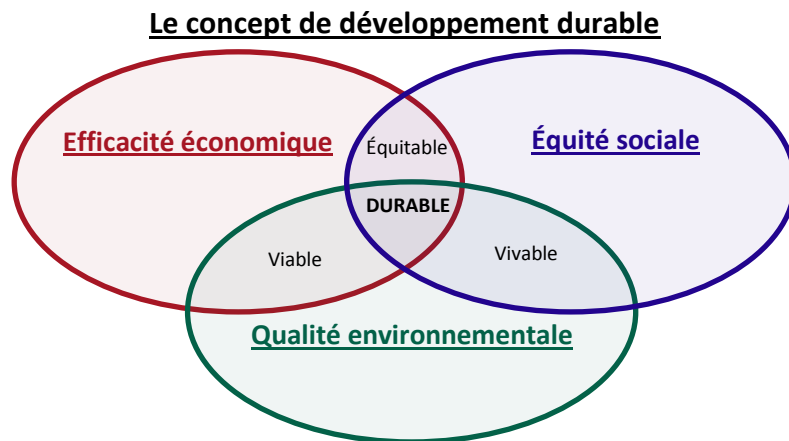 Le concept de développement durable
Efficacité économique
Équitable
Équité sociale
DURABLE
Viable
Vivable
Qualité environnementale